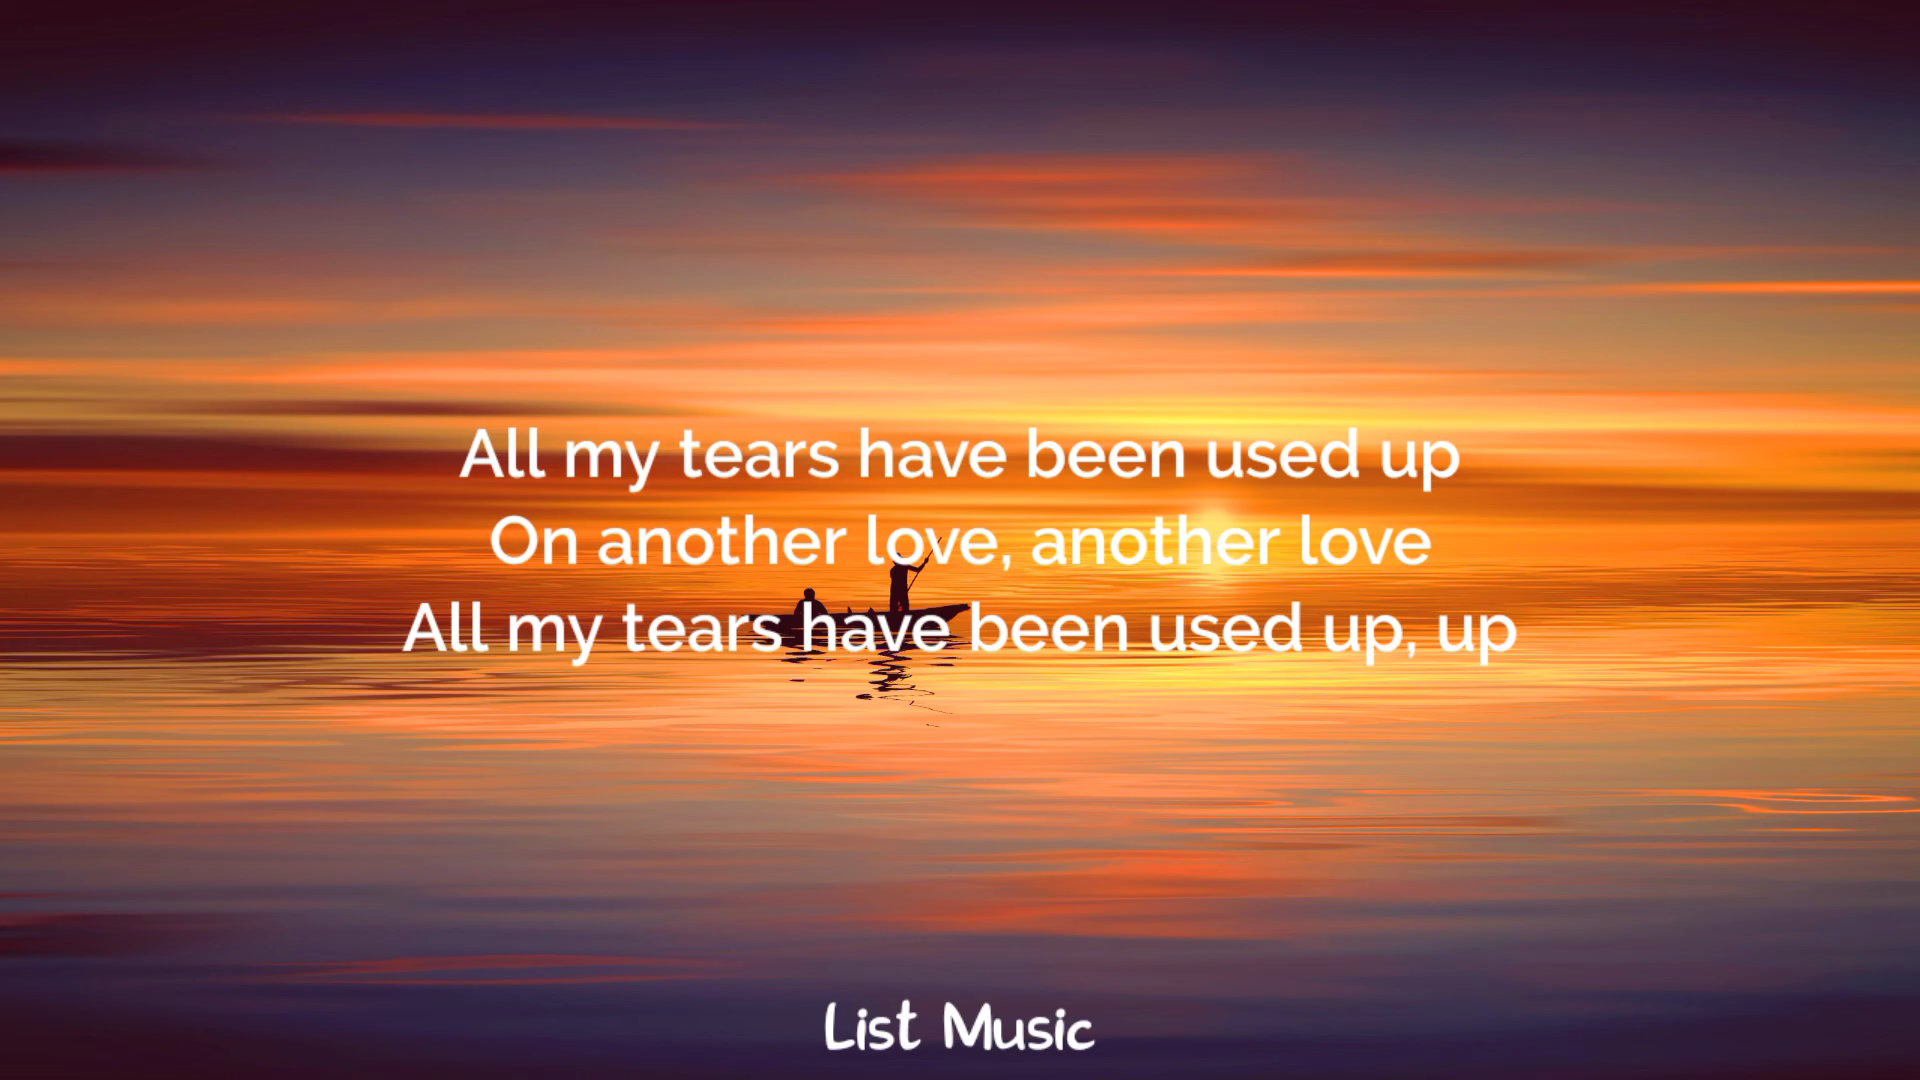 All my tears have been used up
On another love, another love
All my tears have been used up, up
List Music